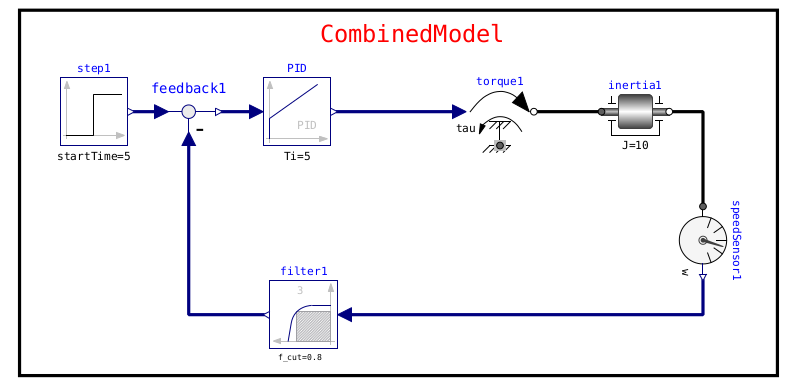 CombinedModel
step1
feedback1
PID
torque1
inertia1
PID
tau
-
startTime=5
Ti=5
J=10
speedSensor1
w
filter1
3
f_cut=0.8